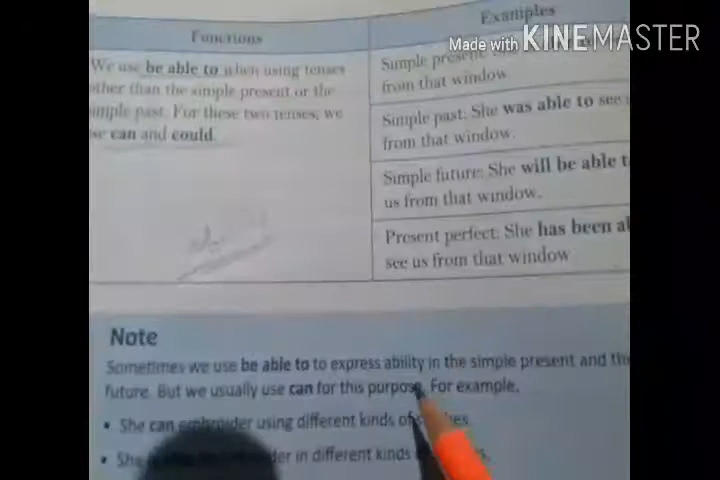 Made with KINEMASTER
Functions
Examples
We use be able to when using tenses
other than the simple present or the
simple past. For these two tenses, we
use can and could.
Simple present:
from that window
Simple past: She was able to see
from that window.
Simple future: She will be able
us from that window.
Present perfect: She has been
see us from that window
Note
Sometimes we use be able to to express ability in the simple present and
future. But we usually use can for this purpose. For example,
• She can embroider using different kinds of
• She in different kinds